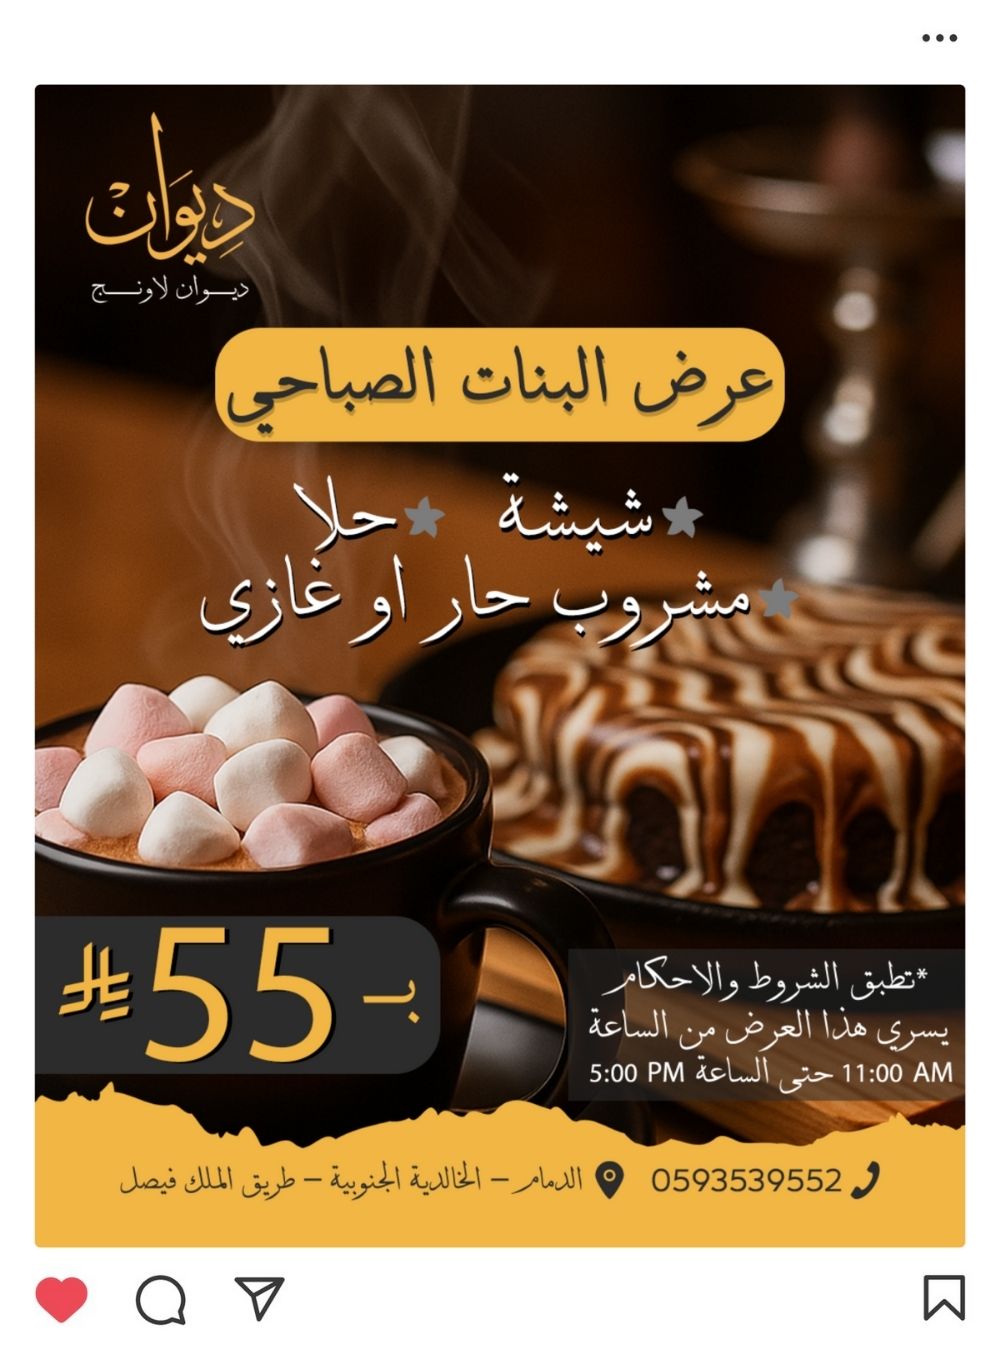 ديوان
ديوان لاونج
عرض البنات الصباحي
شيشة حلا
مشروب حار او غازي
بـ 55
*تطبق الشروط والاحكام
يسري هذا العرض من الساعة
11:00 AM حتى الساعة 5:00 PM
0593539552 الدمام – الخالدية الجنوبية – طريق الملك فيصل